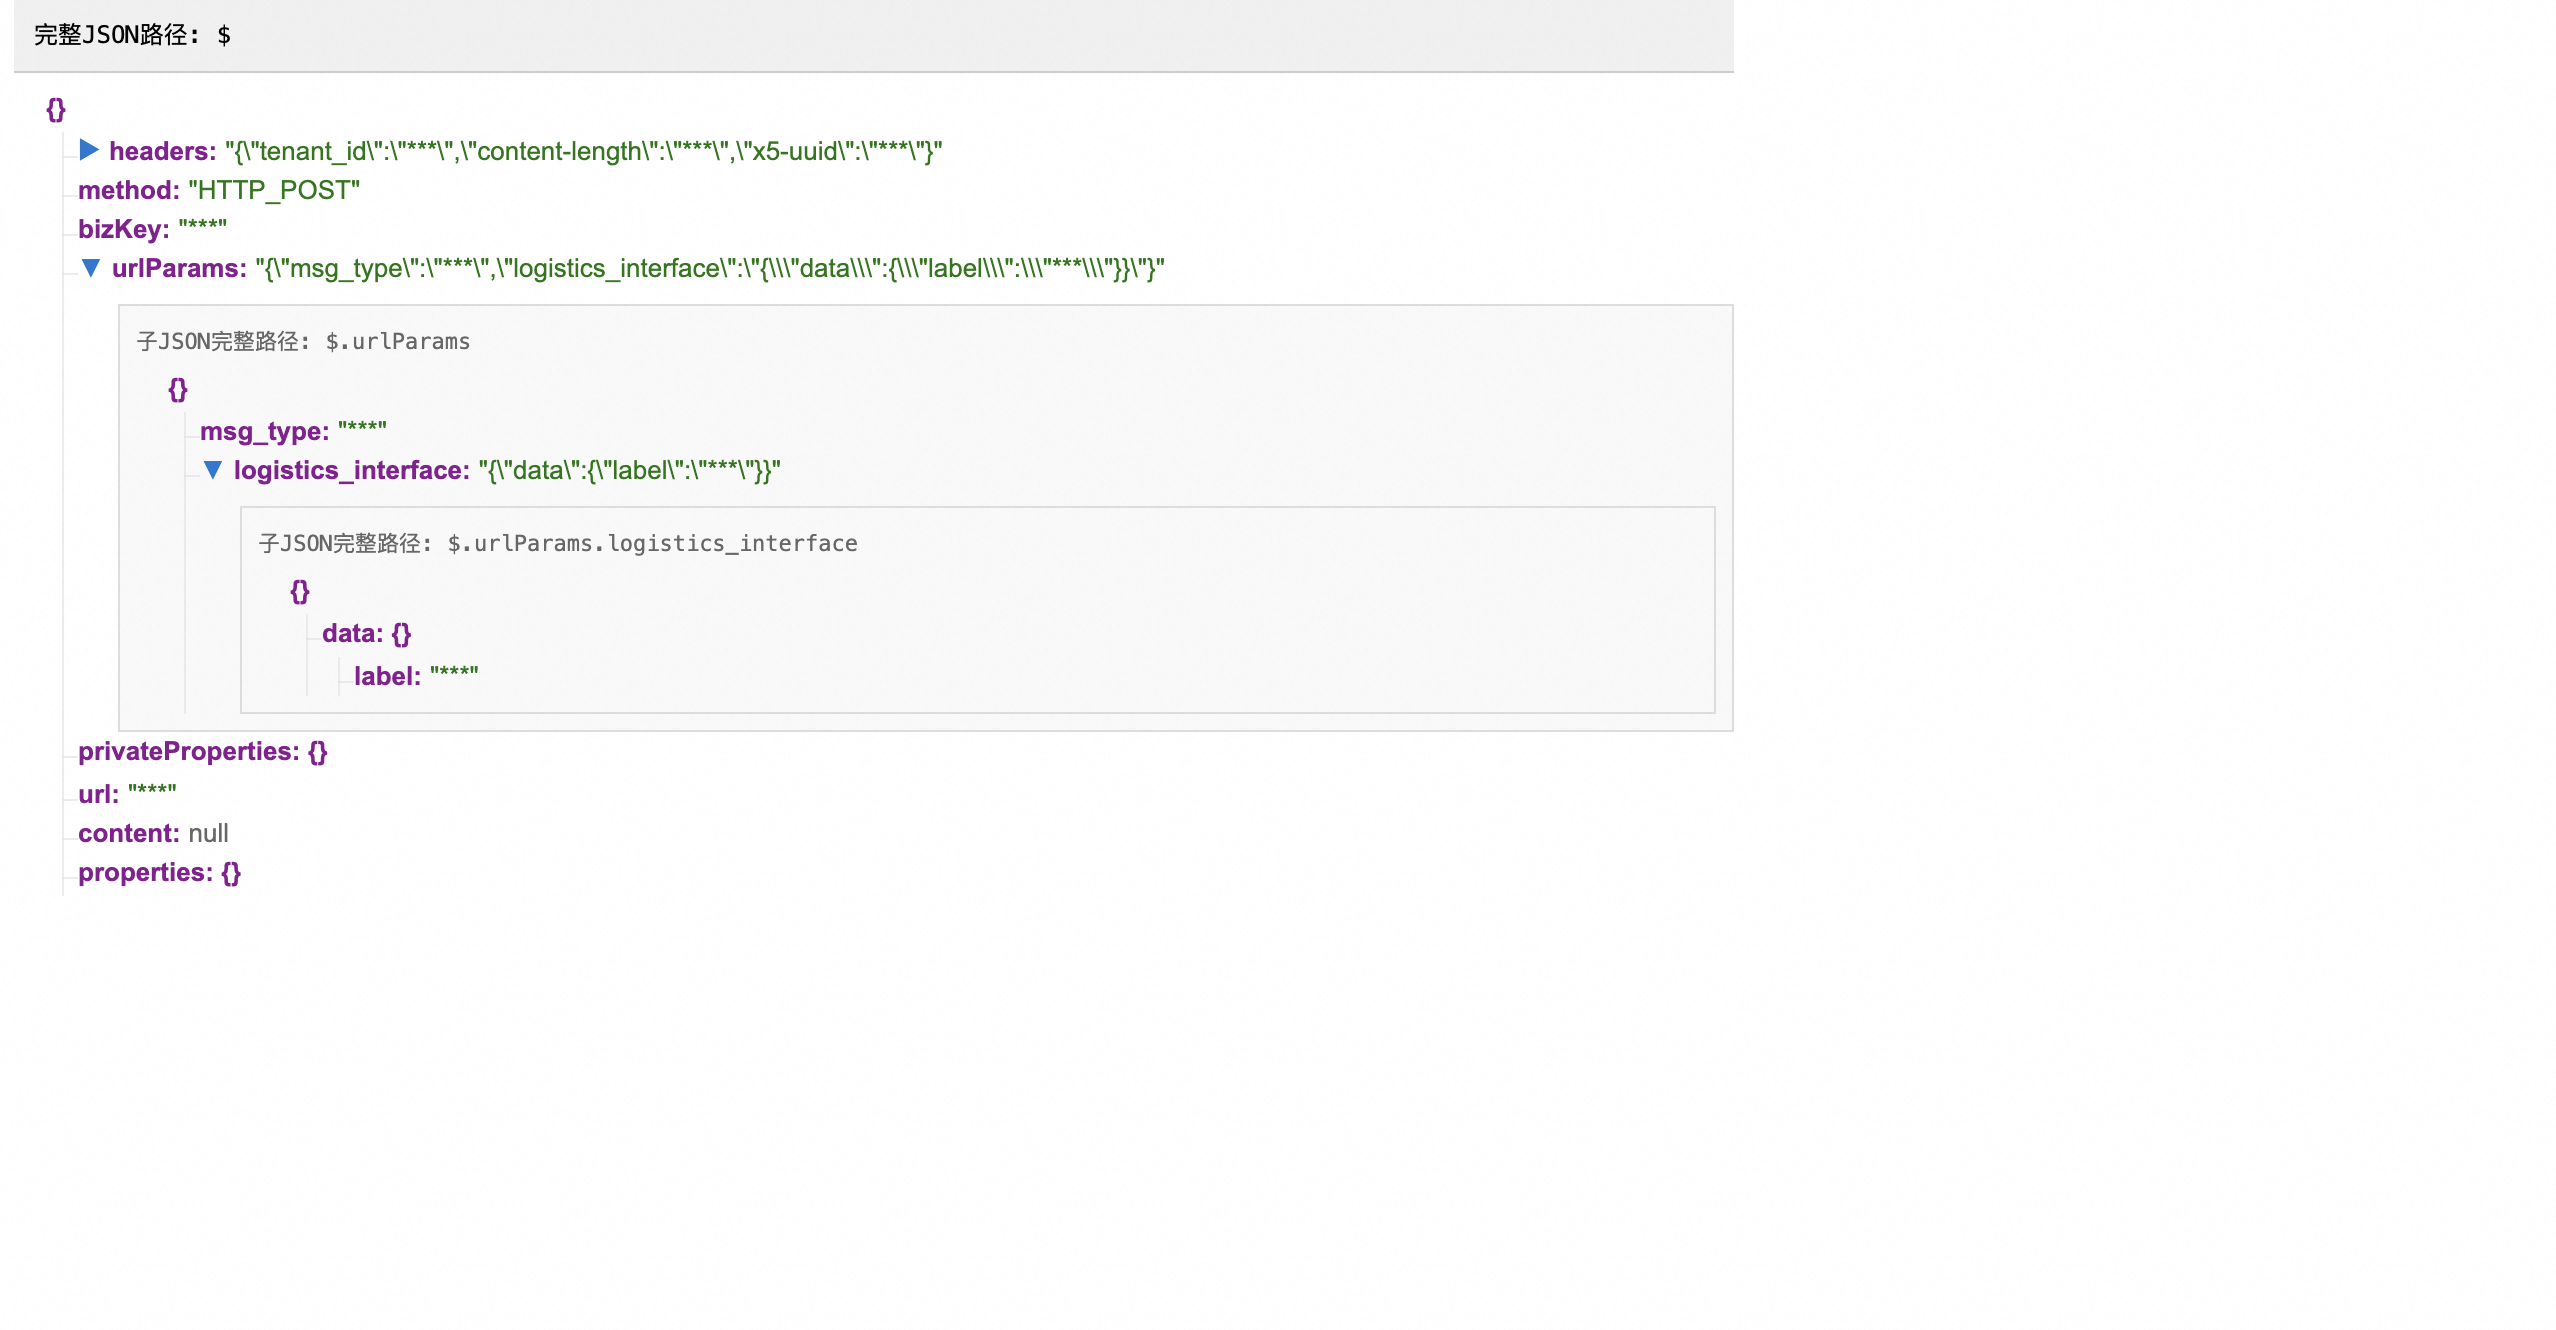 完整JSON路径: $
{}
headers: "{\"tenant_id\":\"***\",\"content-length\":\"***\",\"x5-uuid\":\"***\"}"
method: "HTTP_POST"
bizKey: "***"
urlParams: "{\"msg_type\":\"***\",\"logistics_interface\":\"{\\\"data\\\":{\\\"label\\\":\\\"***\\\"}}\"}"
子JSON完整路径: $.urlParams
{}
msg_type: "***"
logistics_interface: "{\"data\":{\"label\":\"***\"}}"
子JSON完整路径: $.urlParams.logistics_interface
{}
data: {}
label: "***"
privateProperties: {}
url: "***"
content: null
properties: {}